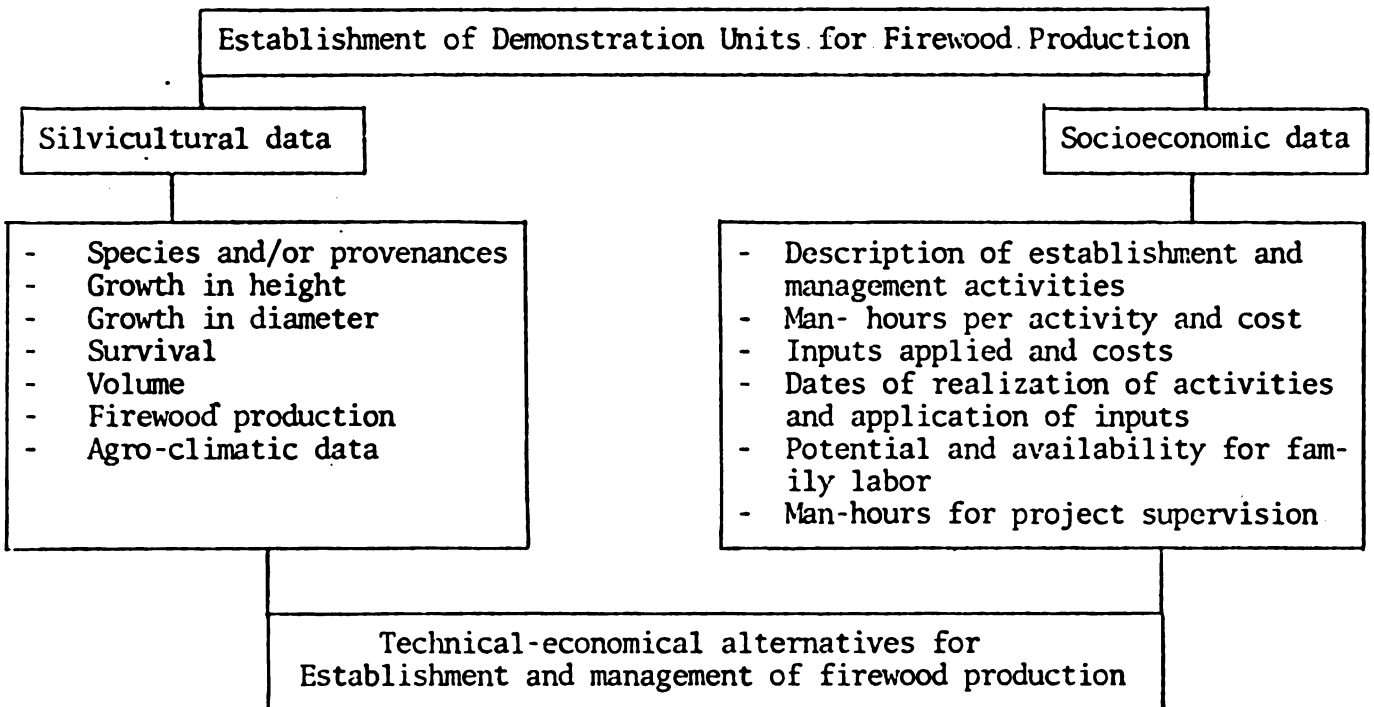 Establishment of Demonstration Units for Firewood Production
Silvicultural data
Socioeconomic data
- Species and/or provenances
- Growth in height
- Growth in diameter
- Survival
- Volume
- Firewood production
- Agro-climatic data
- Description of establishment and
management activities
- Man- hours per activity and cost
- Inputs applied and costs
- Dates of realization of activities
and application of inputs
- Potential and availability for fam-
ily labor
- Man-hours for project supervision
Technical-economical alternatives for
Establishment and management of firewood production